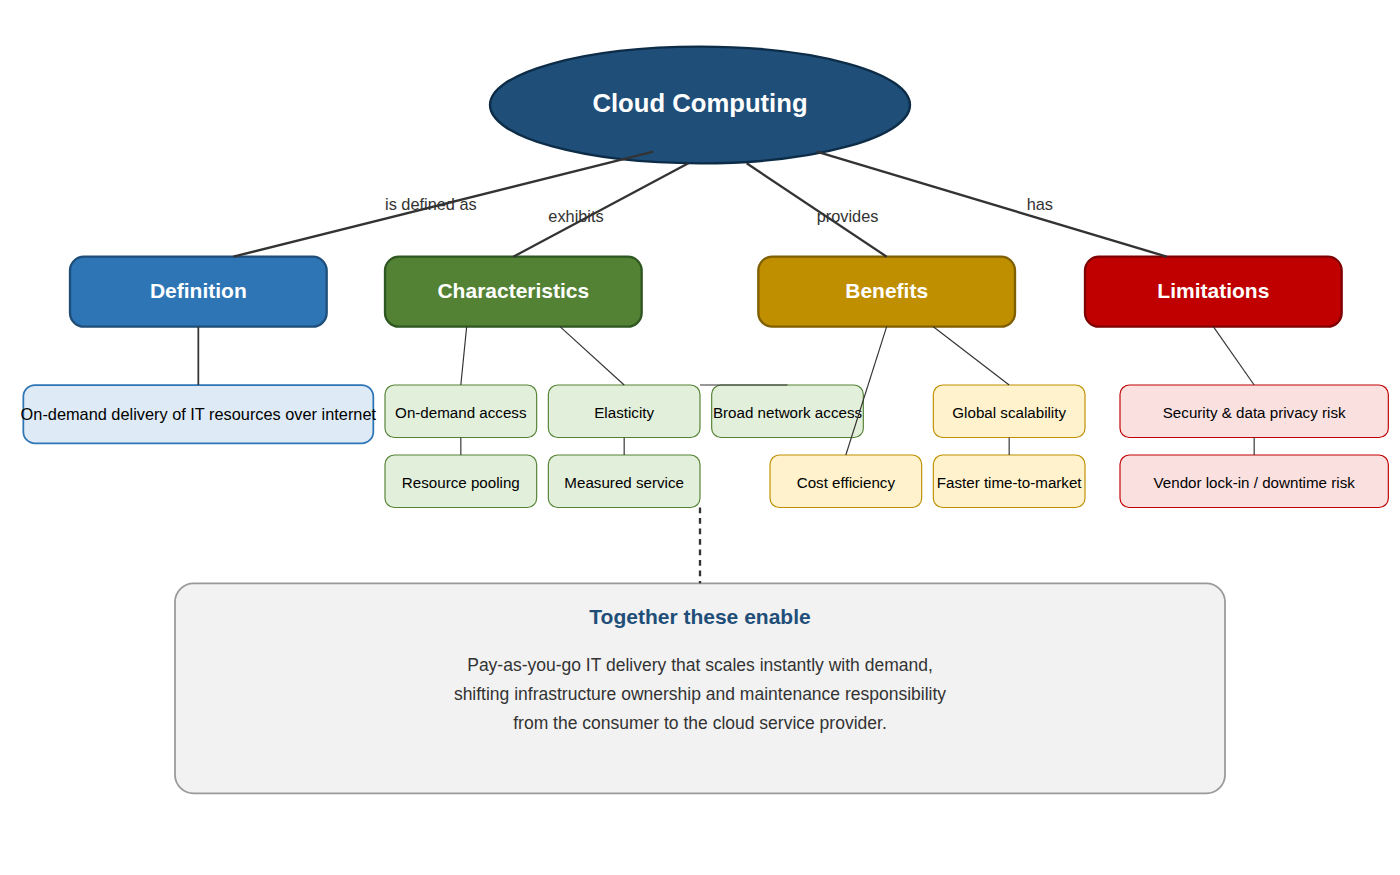 Cloud Computing
is defined as
exhibits
provides
has
Definition
Characteristics
Benefits
Limitations
On-demand delivery of IT resources over internet
On-demand access
Elasticity
Broad network access
Global scalability
Security & data privacy risk
Resource pooling
Measured service
Cost efficiency
Faster time-to-market
Vendor lock-in / downtime risk
Together these enable
Pay-as-you-go IT delivery that scales instantly with demand,
shifting infrastructure ownership and maintenance responsibility
from the consumer to the cloud service provider.